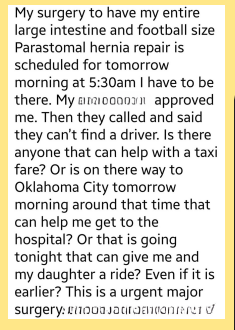 My surgery to have my entire
large intestine and football size
Parastomal hernia repair is
scheduled for tomorrow
morning at 5:30am I have to be
there. My approved
me. Then they called and said
they can't find a driver. Is there
anyone that can help with a taxi
fare? Or is on there way to
Oklahoma City tomorrow
morning around that time that
can help me get to the
hospital? Or that is going
tonight that can give me and
my daughter a ride? Even if it is
earlier? This is a urgent major
surgery